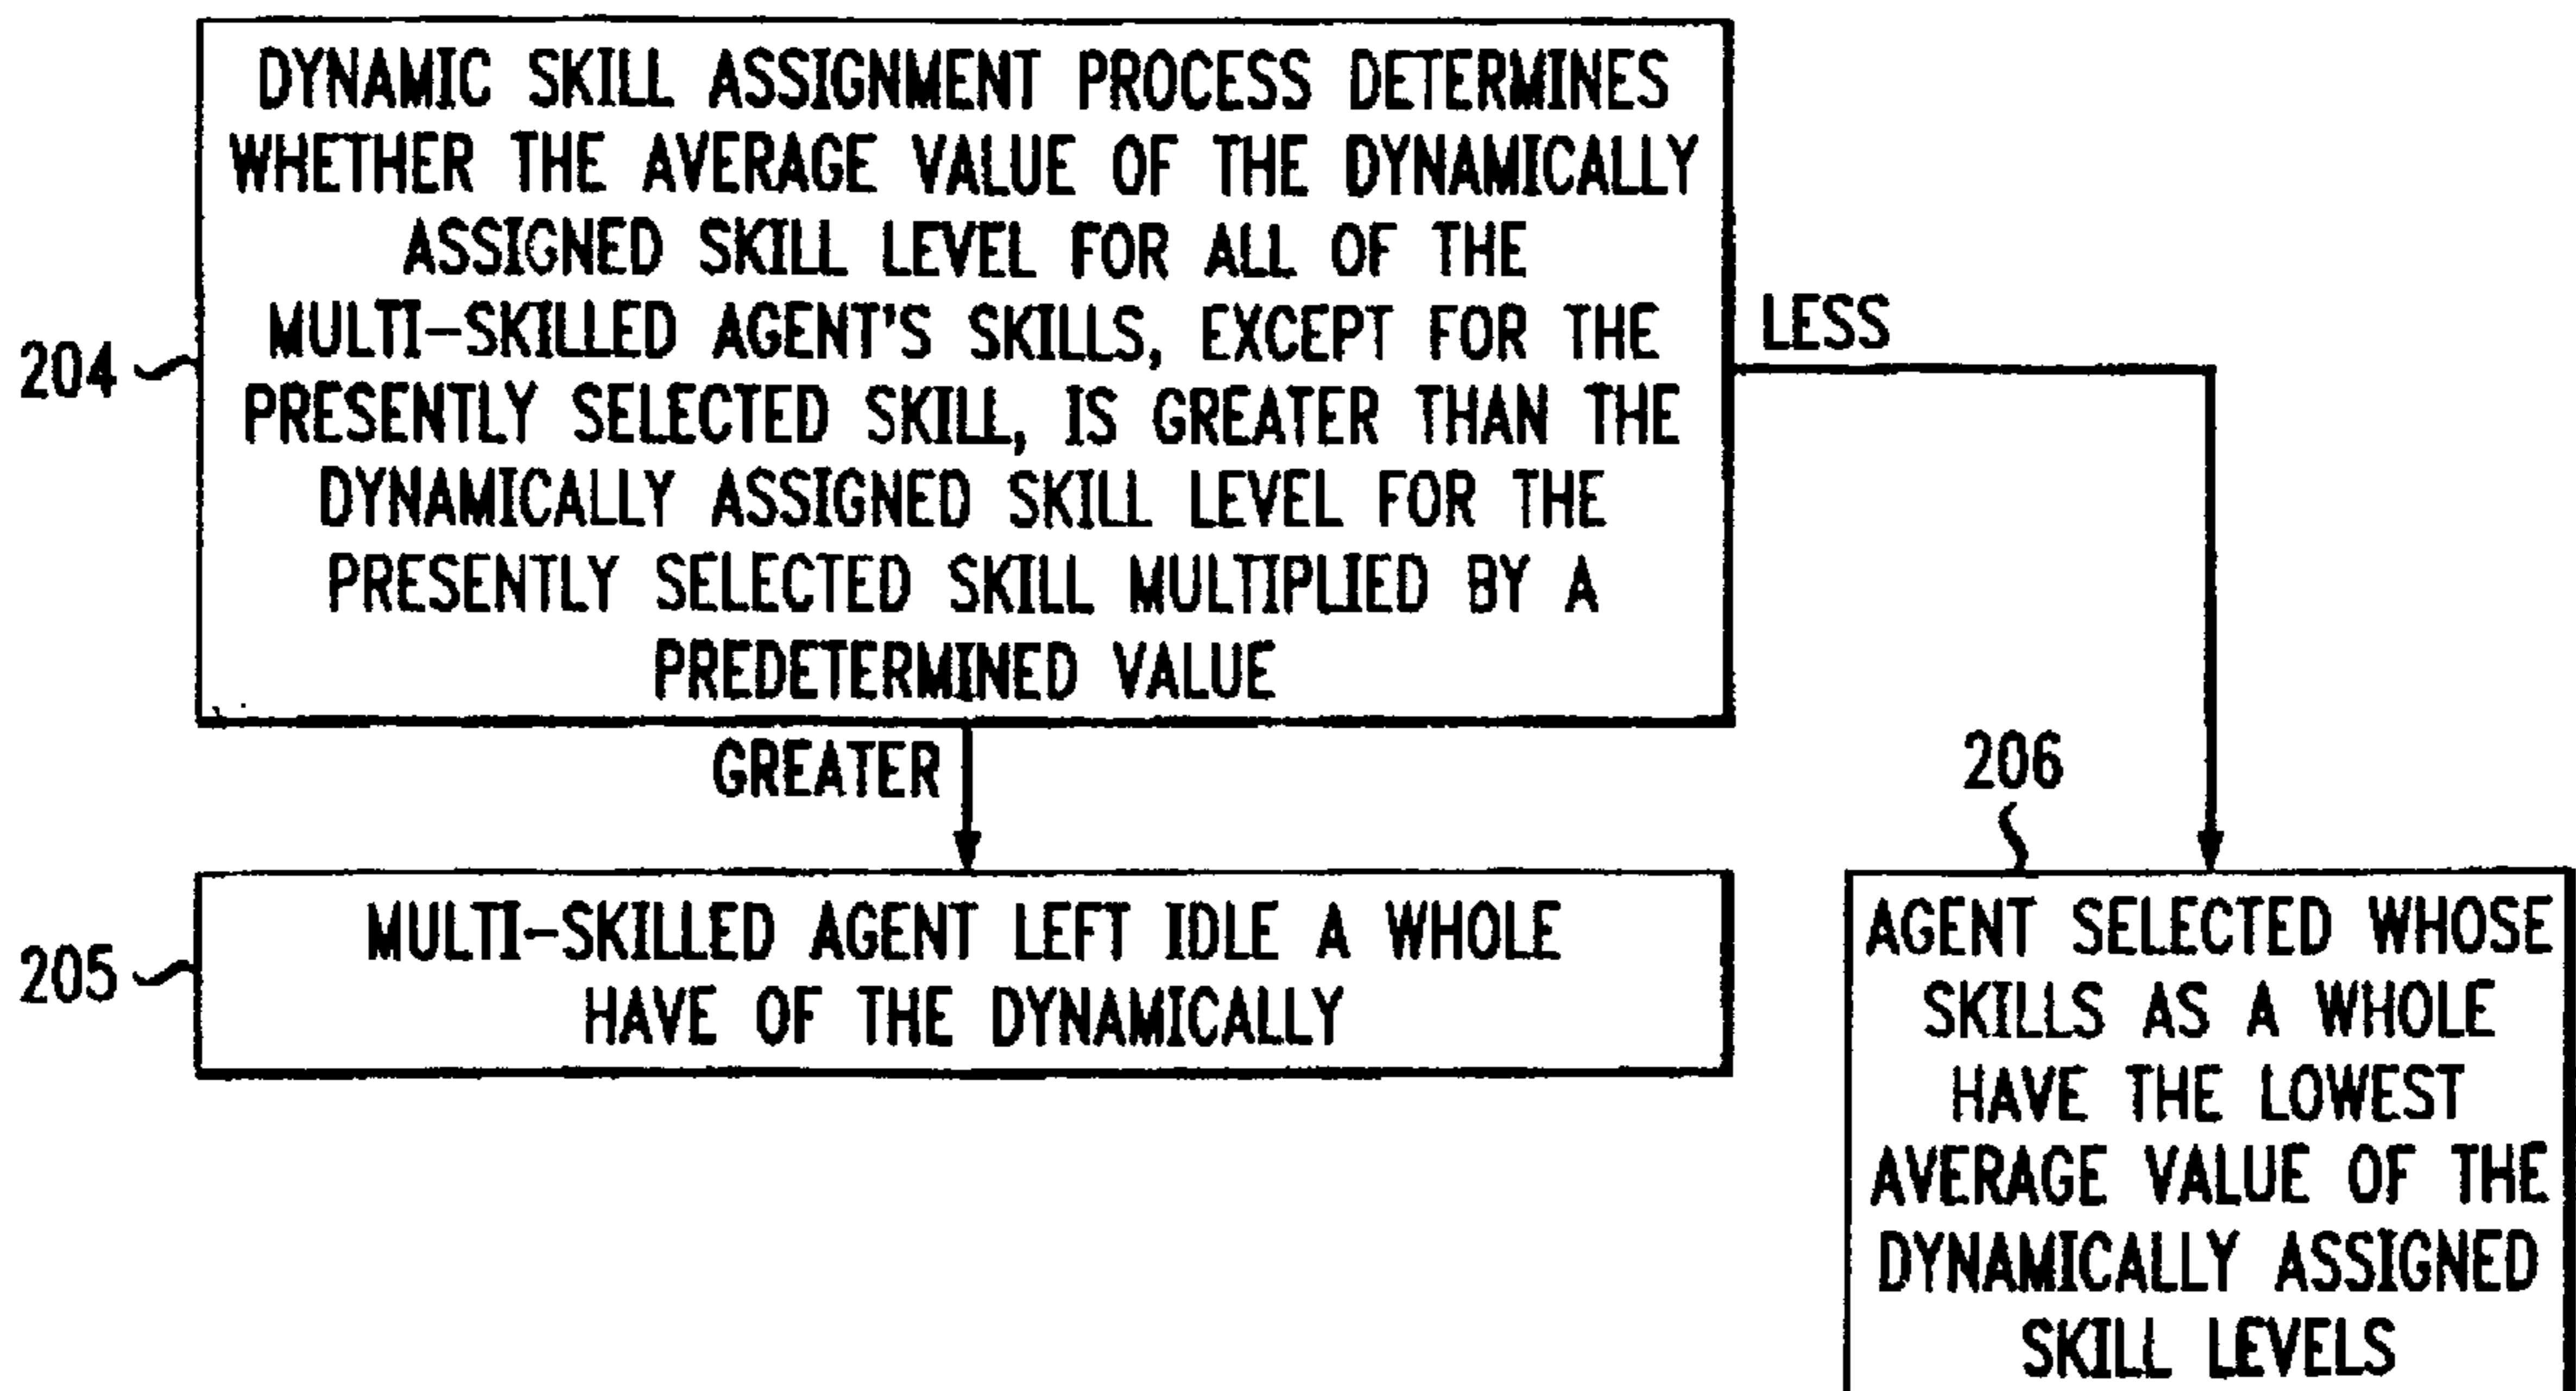 DYNAMIC SKILL ASSIGNMENT PROCESS DETERMINES
WHETHER THE AVERAGE VALUE OF THE DYNAMICALLY
ASSIGNED SKILL LEVEL FOR ALL OF THE
MULTI-SKILLED AGENT'S SKILLS, EXCEPT FOR THE
PRESENTLY SELECTED SKILL, IS GREATER THAN THE
DYNAMICALLY ASSIGNED SKILL LEVEL FOR THE
PRESENTLY SELECTED SKILL MULTIPLIED BY A
PREDETERMINED VALUE
204
LESS
GREATER
206
205
MULTI-SKILLED AGENT LEFT IDLE A WHOLE
HAVE OF THE DYNAMICALLY
AGENT SELECTED WHOSE
SKILLS AS A WHOLE
HAVE THE LOWEST
AVERAGE VALUE OF THE
DYNAMICALLY ASSIGNED
SKILL LEVELS